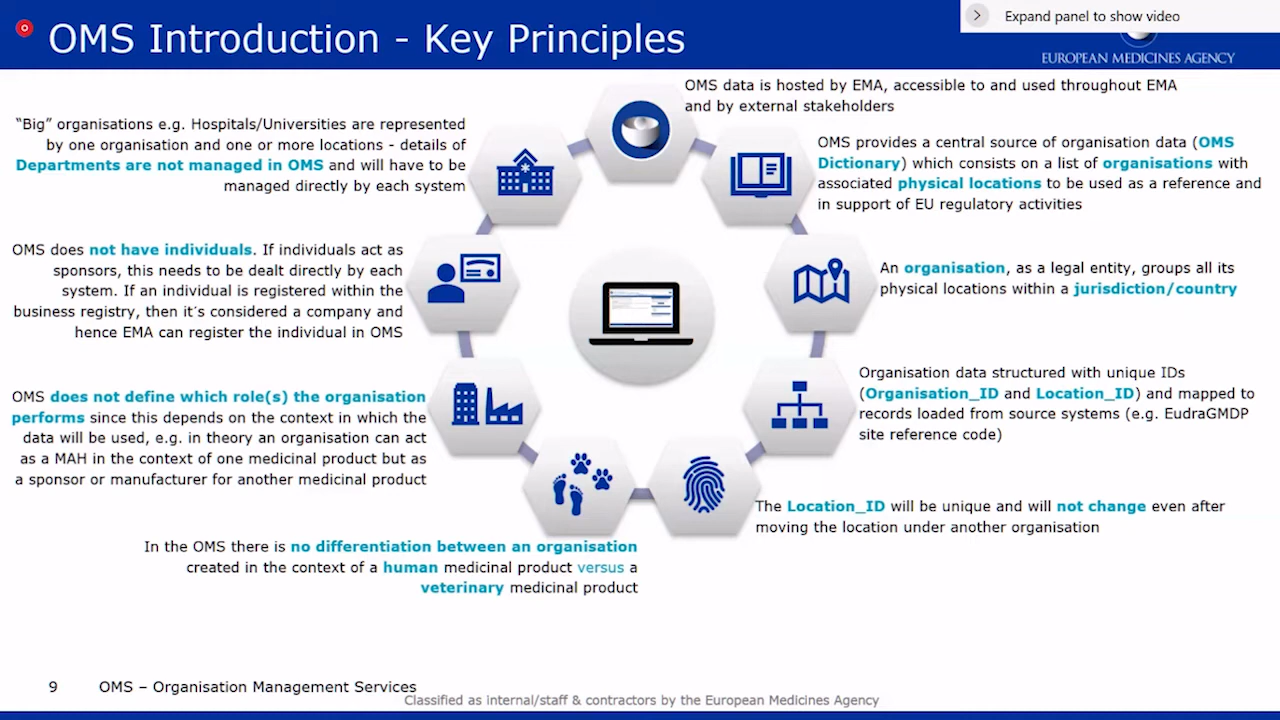 OMS Introduction - Key Principles
Expand panel to show video
EUROPEAN MEDICINES AGENCY
OMS data is hosted by EMA, accessible to and used throughout EMA
and by external stakeholders
OMS provides a central source of organisation data (OMS
Dictionary) which consists on a list of organisations with
associated physical locations to be used as a reference and
in support of EU regulatory activities
An organisation, as a legal entity, groups all its
physical locations within a jurisdiction/country
Organisation data structured with unique IDs
(Organisation_ID and Location_ID) and mapped to
records loaded from source systems (e.g. EudraGMDP
site reference code)
The Location_ID will be unique and will not change even after
moving the location under another organisation
In the OMS there is no differentiation between an organisation
created in the context of a human medicinal product versus a
veterinary medicinal product
OMS does not define which role(s) the organisation
performs since this depends on the context in which the
data will be used, e.g. in theory an organisation can act
as a MAH in the context of one medicinal product but as
a sponsor or manufacturer for another medicinal product
OMS does not have individuals. If individuals act as
sponsors, this needs to be dealt directly by each
system. If an individual is registered within the
business registry, then it´s considered a company and
hence EMA can register the individual in OMS
“Big” organisations e.g. Hospitals/Universities are represented
by one organisation and one or more locations - details of
Departments are not managed in OMS and will have to be
managed directly by each system
9 OMS – Organisation Management Services
Classified as internal/staff & contractors by the European Medicines Agency